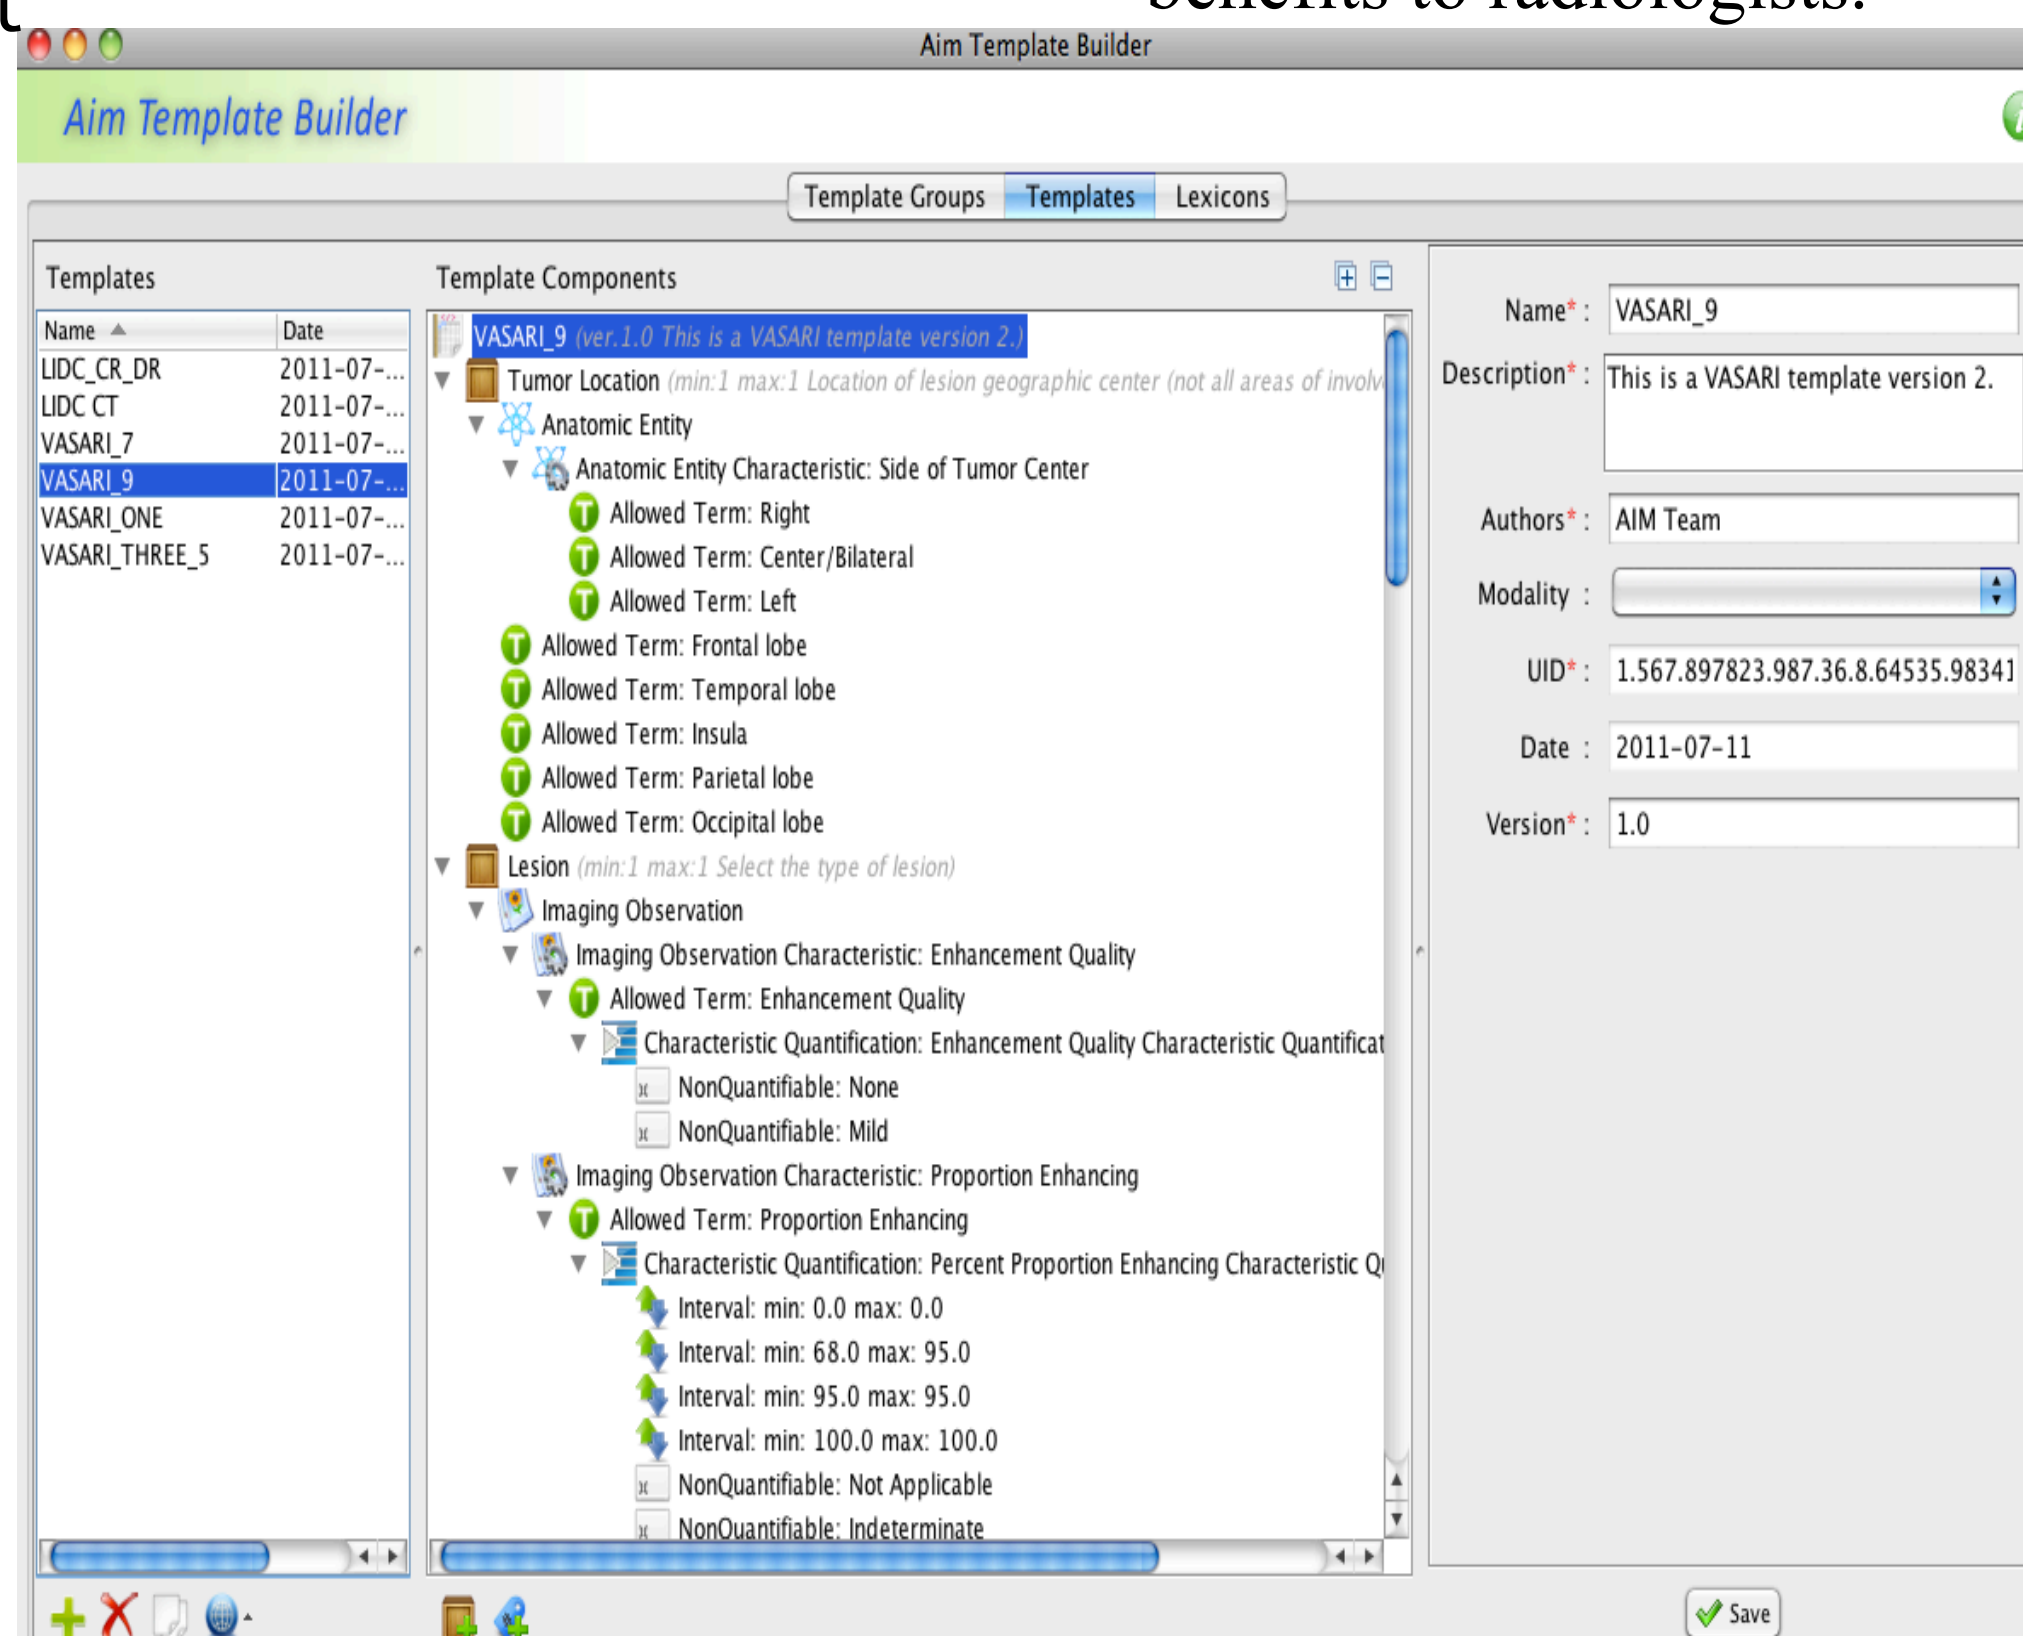 benefits to radiologists.
Aim Template Builder
Aim Template Builder
Template Groups Templates Lexicons
Templates
Name Date
LIDC_CR_DR 2011-07-...
LIDC CT 2011-07-...
VASARI_7 2011-07-...
VASARI_9 2011-07-...
VASARI_ONE 2011-07-...
VASARI_THREE_5 2011-07-...
Template Components
VASARI_9 (ver.1.0 This is a VASARI template version 2.)
Tumor Location (min:1 max:1 Location of lesion geographic center (not all areas of involv
Anatomic Entity
Anatomic Entity Characteristic: Side of Tumor Center
Allowed Term: Right
Allowed Term: Center/Bilateral
Allowed Term: Left
Allowed Term: Frontal lobe
Allowed Term: Temporal lobe
Allowed Term: Insula
Allowed Term: Parietal lobe
Allowed Term: Occipital lobe
Lesion (min:1 max:1 Select the type of lesion)
Imaging Observation
Imaging Observation Characteristic: Enhancement Quality
Allowed Term: Enhancement Quality
Characteristic Quantification: Enhancement Quality Characteristic Quantificat
NonQuantifiable: None
NonQuantifiable: Mild
Imaging Observation Characteristic: Proportion Enhancing
Allowed Term: Proportion Enhancing
Characteristic Quantification: Percent Proportion Enhancing Characteristic Q
Interval: min: 0.0 max: 0.0
Interval: min: 68.0 max: 95.0
Interval: min: 95.0 max: 95.0
Interval: min: 100.0 max: 100.0
NonQuantifiable: Not Applicable
NonQuantifiable: Indeterminate
Name* : VASARI_9
Description* : This is a VASARI template version 2.
Authors* : AIM Team
Modality :
UID* : 1.567.897823.987.36.8.64535.98341
Date : 2011-07-11
Version* : 1.0
Save